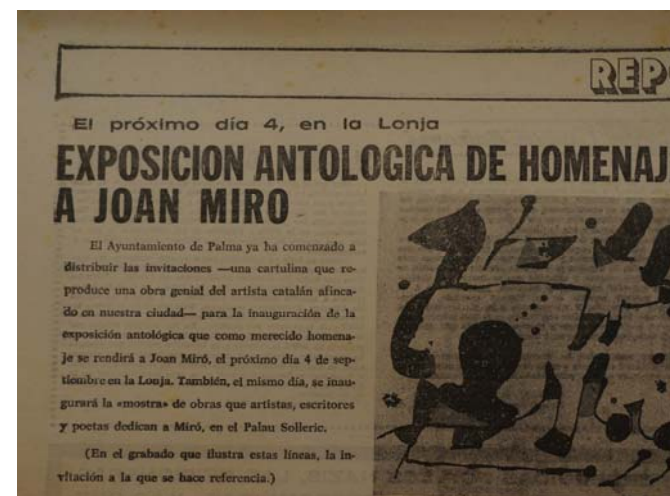 REP
El próximo día 4, en la Lonja
EXPOSICION ANTOLOGICA DE HOMENAJ
A JOAN MIRO
El Ayuntamiento de Palma ya ha comenzado a
distribuir las invitaciones —una cartulina que re-
produce una obra genial del artista catalán afinca-
do en nuestra ciudad— para la inauguración de la
exposición antológica que como merecido homena-
je se rendirá a Joan Miró, el próximo día 4 de sep-
tiembre en la Lonja. También, el mismo día, se inau-
gurará la «mostra» de obras que artistas, escritores
y poetas dedican a Miró, en el Palau Solleric.
(En el grabado que ilustra estas líneas, la in-
vitación a la que se hace referencia.)